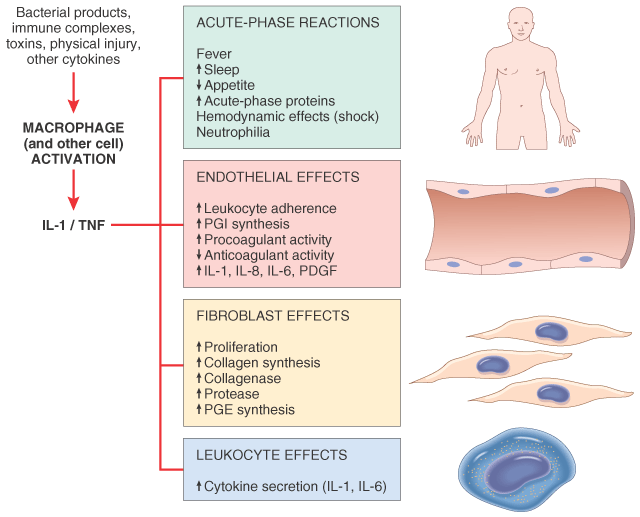 Bacterial products,
immune complexes,
toxins, physical injury,
other cytokines
MACROPHAGE
(and other cell)
ACTIVATION
IL-1 / TNF
ACUTE-PHASE REACTIONS
Fever
↑Sleep
↓Appetite
↑Acute-phase proteins
Hemodynamic effects (shock)
Neutrophilia
ENDOTHELIAL EFFECTS
↑Leukocyte adherence
↑PGI synthesis
↑Procoagulant activity
↓Anticoagulant activity
↑IL-1, IL-8, IL-6, PDGF
FIBROBLAST EFFECTS
↑Proliferation
↑Collagen synthesis
↑Collagenase
↑Protease
↑PGE synthesis
LEUKOCYTE EFFECTS
↑Cytokine secretion (IL-1, IL-6)